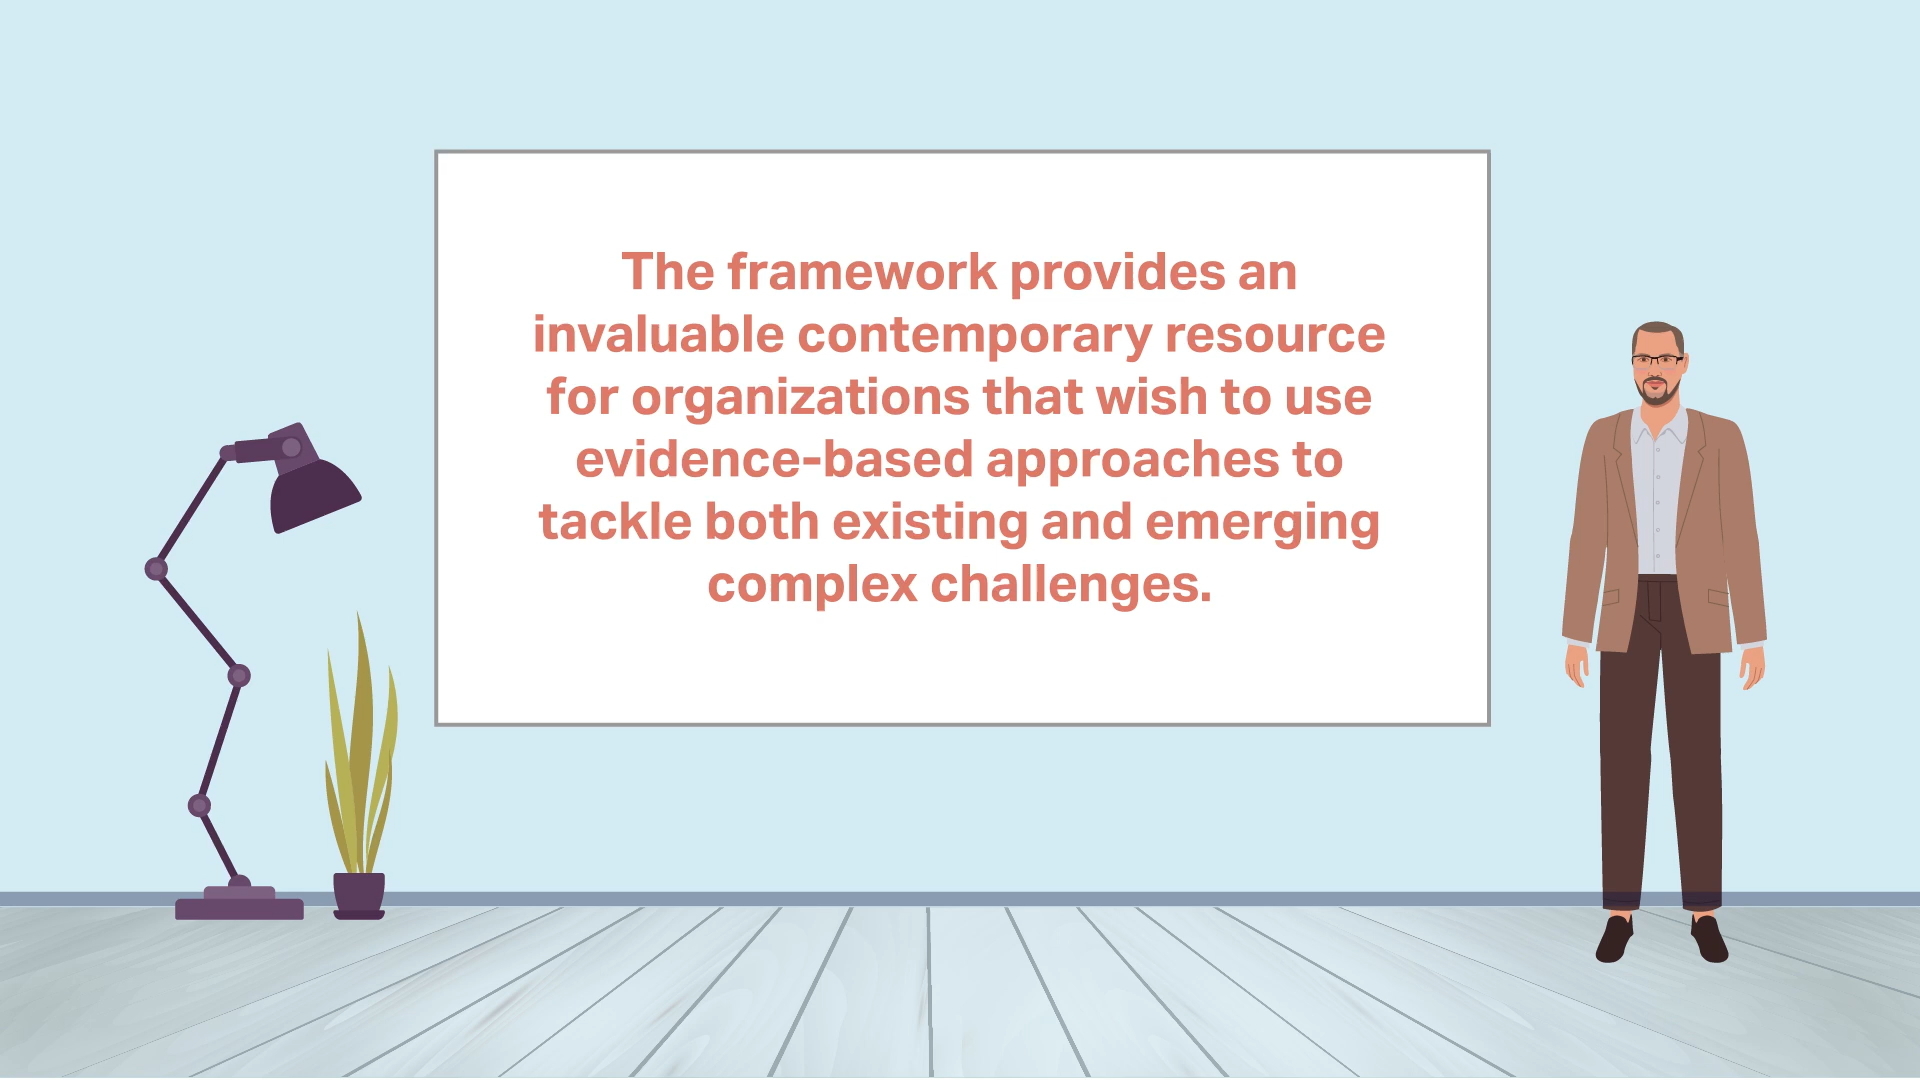 The framework provides an
invaluable contemporary resource
for organizations that wish to use
evidence-based approaches to
tackle both existing and emerging
complex challenges.